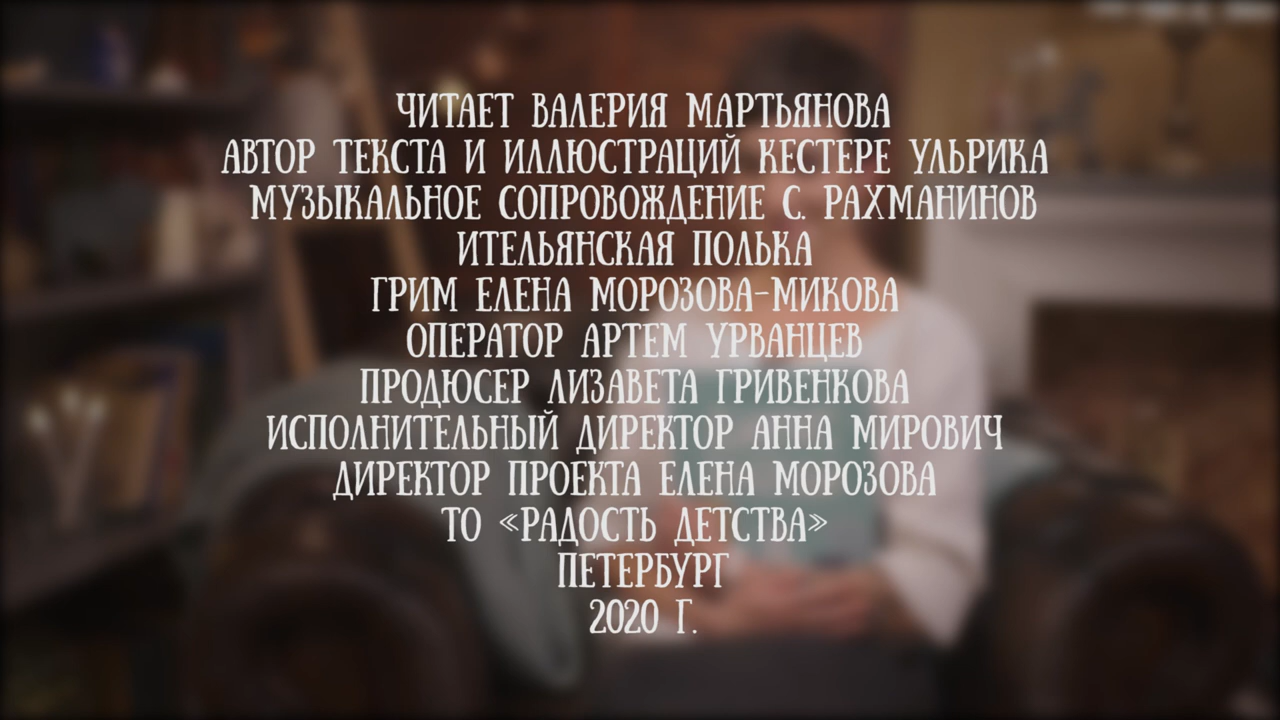 ЧИТАЕТ ВАЛЕРИЯ МАРТЬЯНОВА
АВТОР ТЕКСТА И ИЛЛЮСТРАЦИЙ КЕСТЕРЕ УЛЬРИКА
МУЗЫКАЛЬНОЕ СОПРОВОЖДЕНИЕ С. РАХМАНИНОВ
ИТЕЛЬЯНСКАЯ ПОЛЬКА
ГРИМ ЕЛЕНА МОРОЗОВА-МИКОВА
ОПЕРАТОР АРТЕМ УРВАНЦЕВ
ПРОДЮСЕР ЛИЗАВЕТА ГРИВЕНКОВА
ИСПОЛНИТЕЛЬНЫЙ ДИРЕКТОР АННА МИРОВИЧ
ДИРЕКТОР ПРОЕКТА ЕЛЕНА МОРОЗОВА
ТО «РАДОСТЬ ДЕТСТВА»
ПЕТЕРБУРГ
2020 Г.